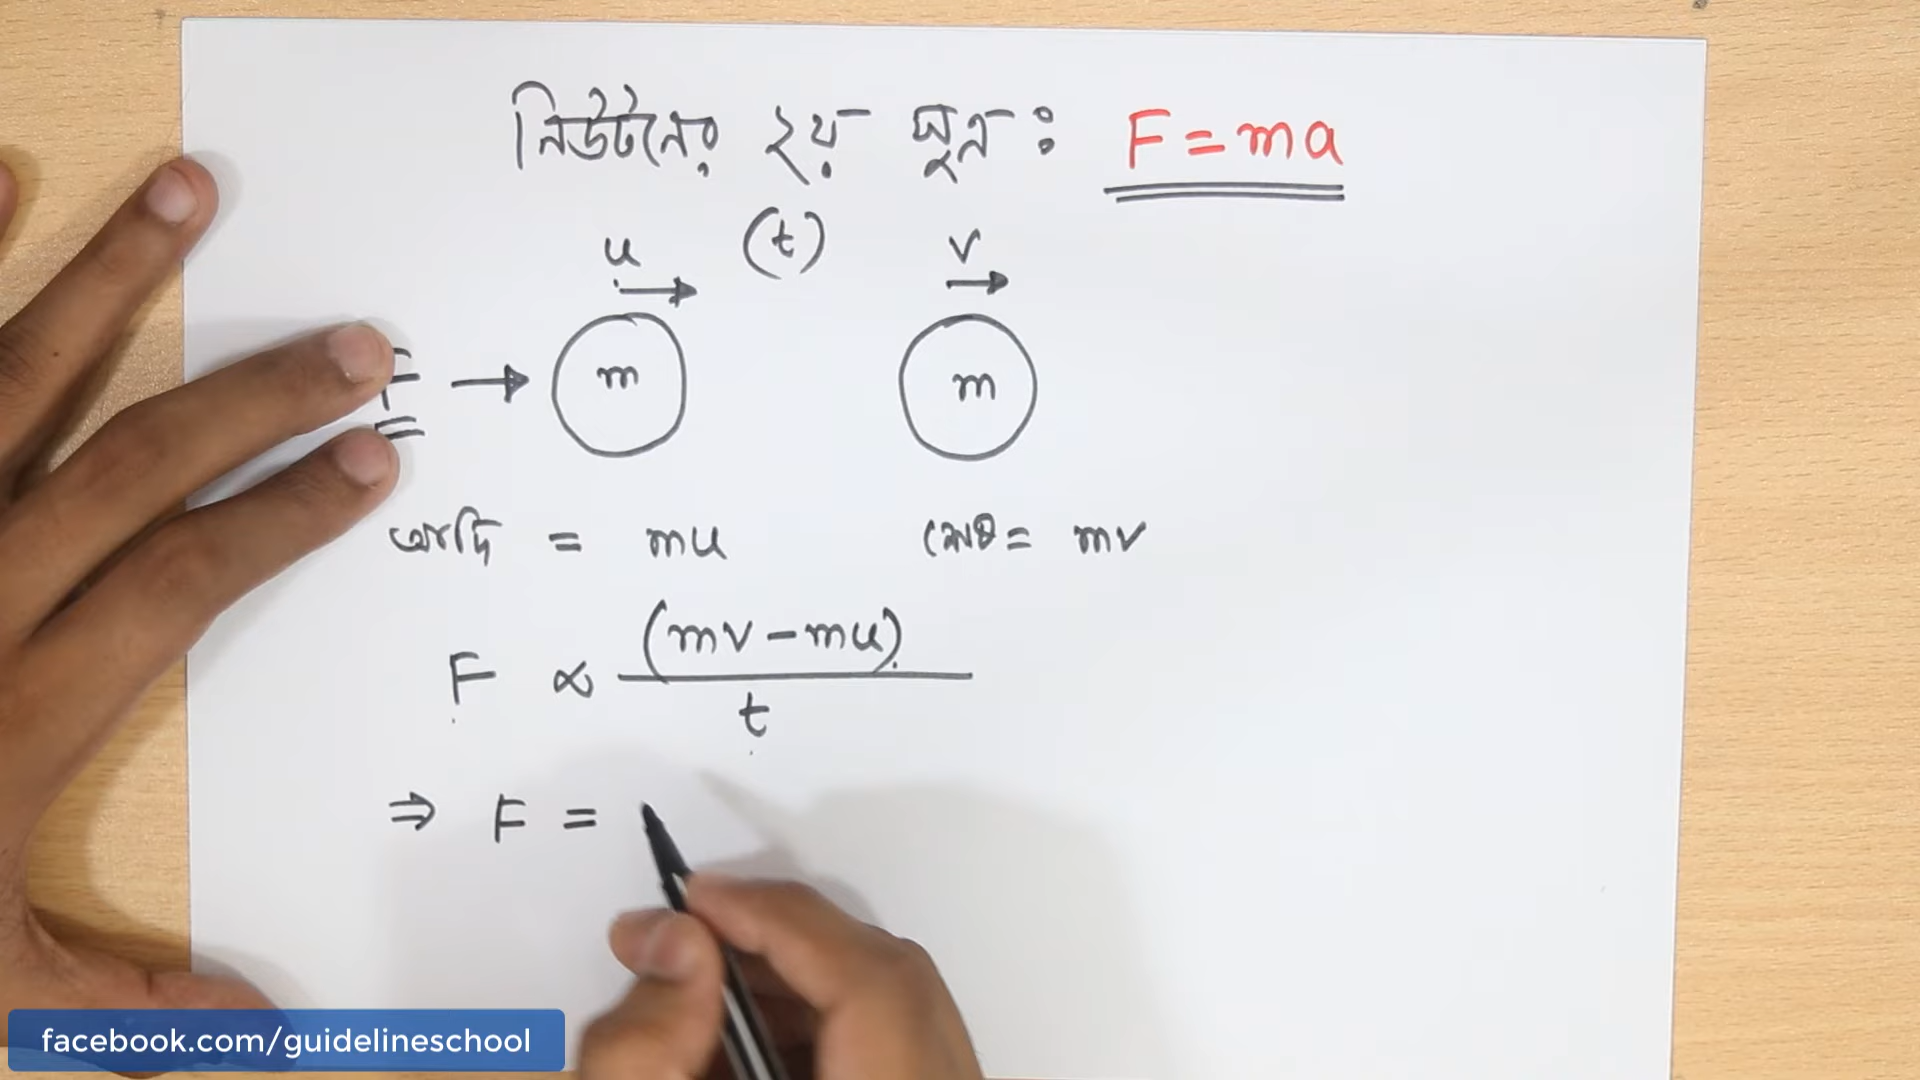 নিউটনের ২য় সূত্র : F = ma
u (t) v
F → m m
আদি = mu শেষ = mv
F ∝ (mv - mu) / t
⇒ F =
facebook.com/guidelineschool